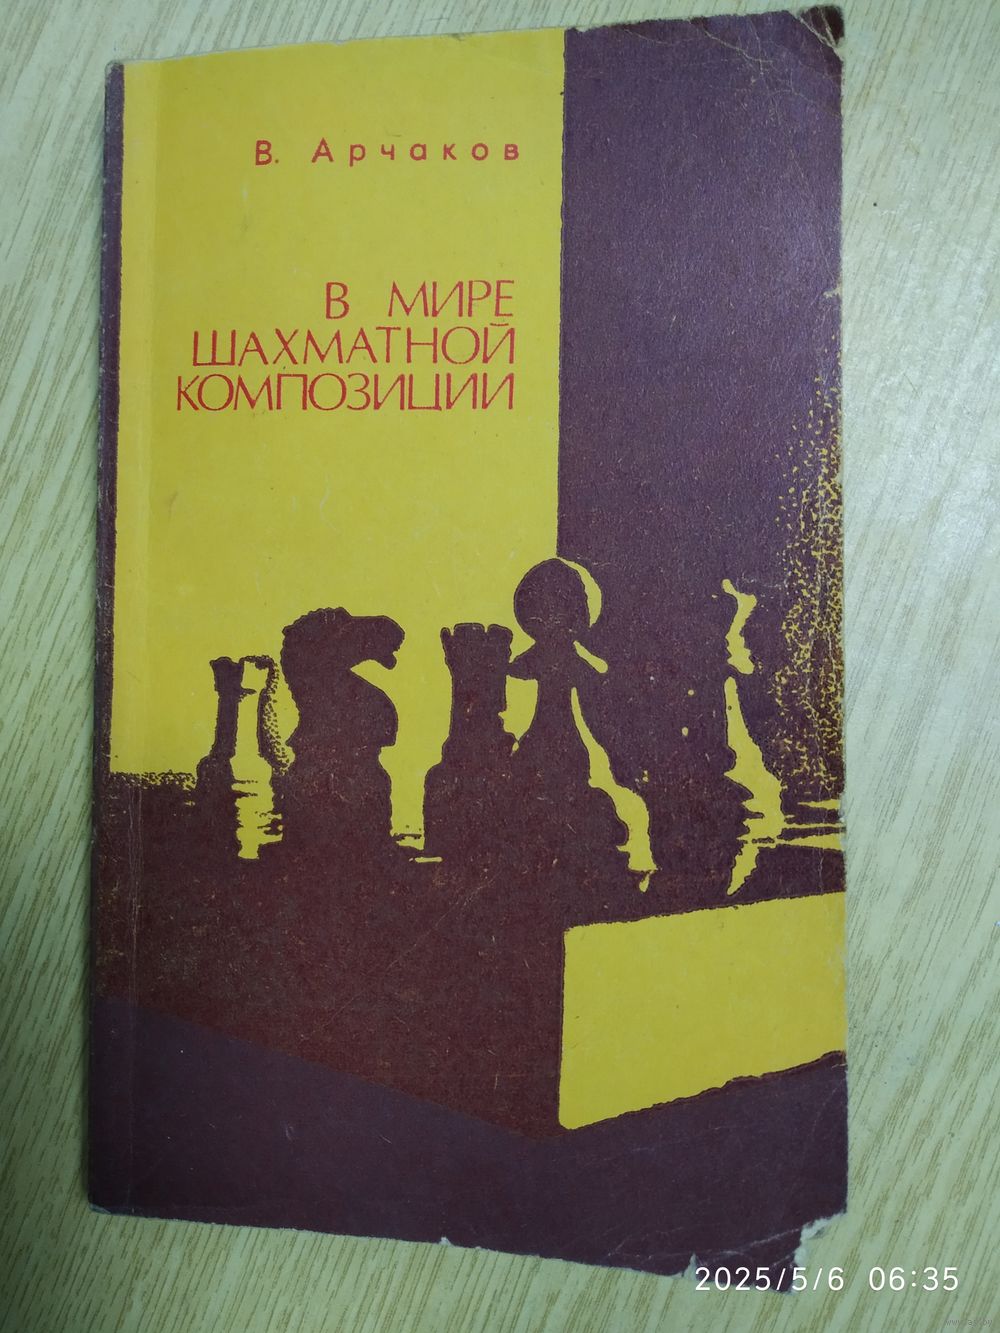 В. Арчаков
В МИРЕ
ШАХМАТНОЙ
КОМПОЗИЦИИ
2025/5/6 06:35